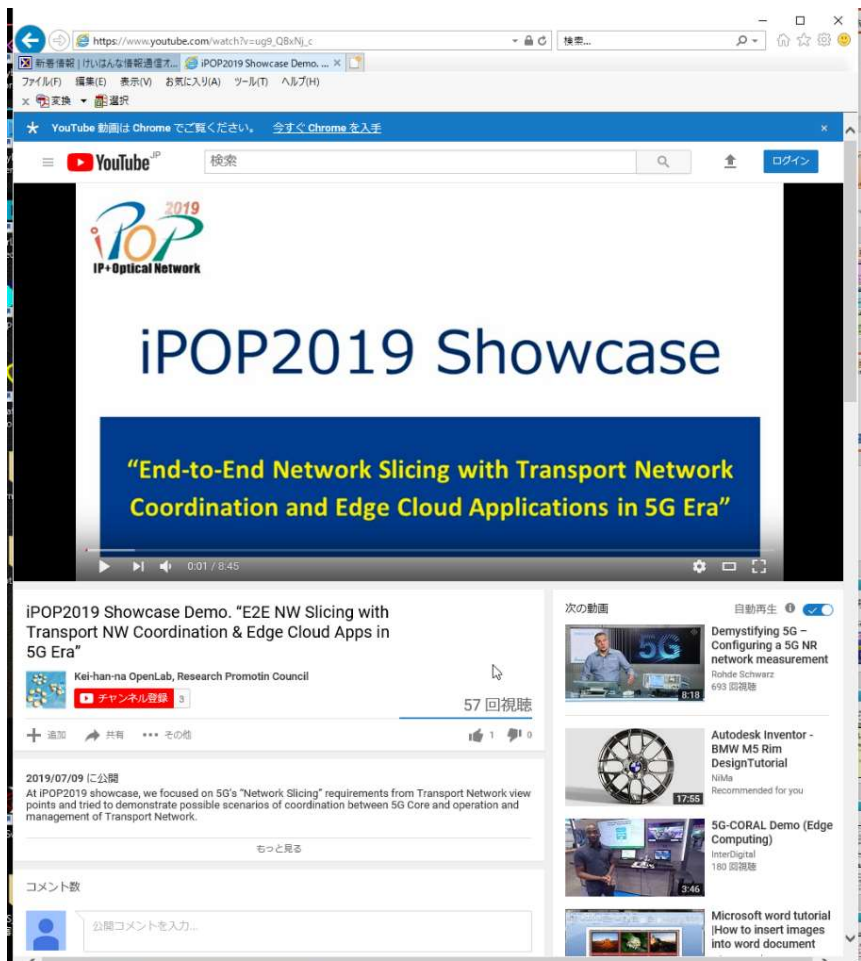 https://www.youtube.com/watch?v=ug9_QBxNj_c
検索...
新着情報 | けいはんな情報通信オ...
iPOP2019 Showcase Demo. ...
ファイル(F) 編集(E) 表示(V) お気に入り(A) ツール(T) ヘルプ(H)
x 変換 選択
YouTube 動画は Chrome でご覧ください。 今すぐ Chrome を入手
YouTube JP
検索
ログイン
2019
iPOP
IP+Optical Network
iPOP2019 Showcase
“End-to-End Network Slicing with Transport Network
Coordination and Edge Cloud Applications in 5G Era”
0:01 / 8:45
iPOP2019 Showcase Demo. “E2E NW Slicing with
Transport NW Coordination & Edge Cloud Apps in
5G Era”
Kei-han-na OpenLab, Research Promotin Council
チャンネル登録 3
57 回視聴
追加 共有 その他
1 0
2019/07/09 に公開
At iPOP2019 showcase, we focused on 5G's "Network Slicing" requirements from Transport Network view
points and tried to demonstrate possible scenarios of coordination between 5G Core and operation and
management of Transport Network.
もっと見る
コメント数
公開コメントを入力...
次の動画
自動再生
5G
8:18
Demystifying 5G –
Configuring a 5G NR
network measurement
Rohde Schwarz
693 回視聴
17:55
Autodesk Inventor -
BMW M5 Rim
DesignTutorial
NiMa
Recommended for you
3:46
5G-CORAL Demo (Edge
Computing)
InterDigital
180 回視聴
Microsoft word tutorial
|How to insert images
into word document